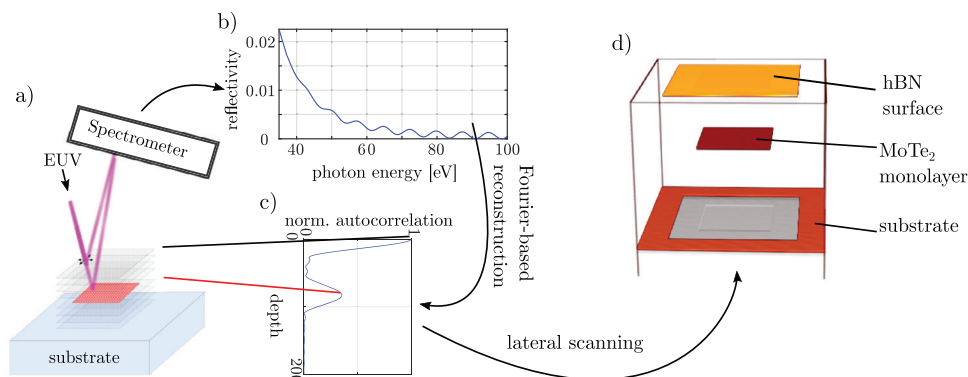 a)
Spectrometer
EUV
substrate
b)
reflectivity
0.02
0.01
0
40
60
80
100
photon energy [eV]
Fourier-based
reconstruction
c)
norm. autocorrelation
0
1
0
200
depth
lateral scanning
d)
hBN
surface
MoTe₂
monolayer
substrate